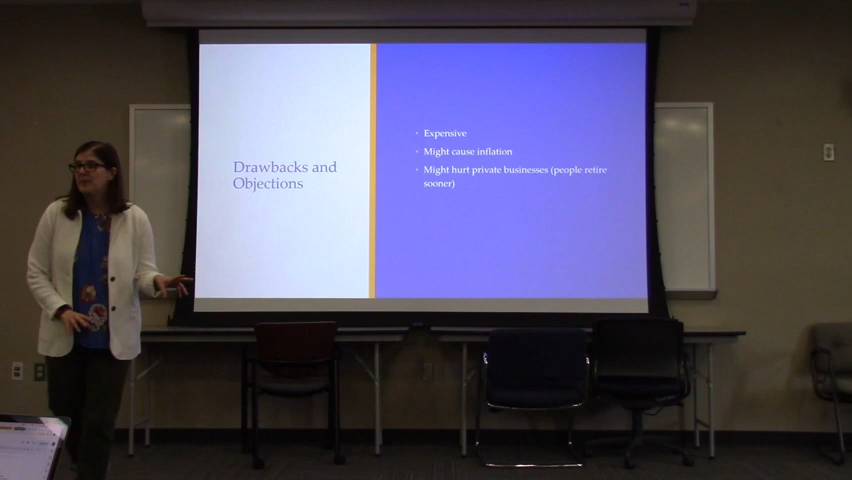 Drawbacks and
Objections
• Expensive
• Might cause inflation
• Might hurt private businesses (people retire
sooner)